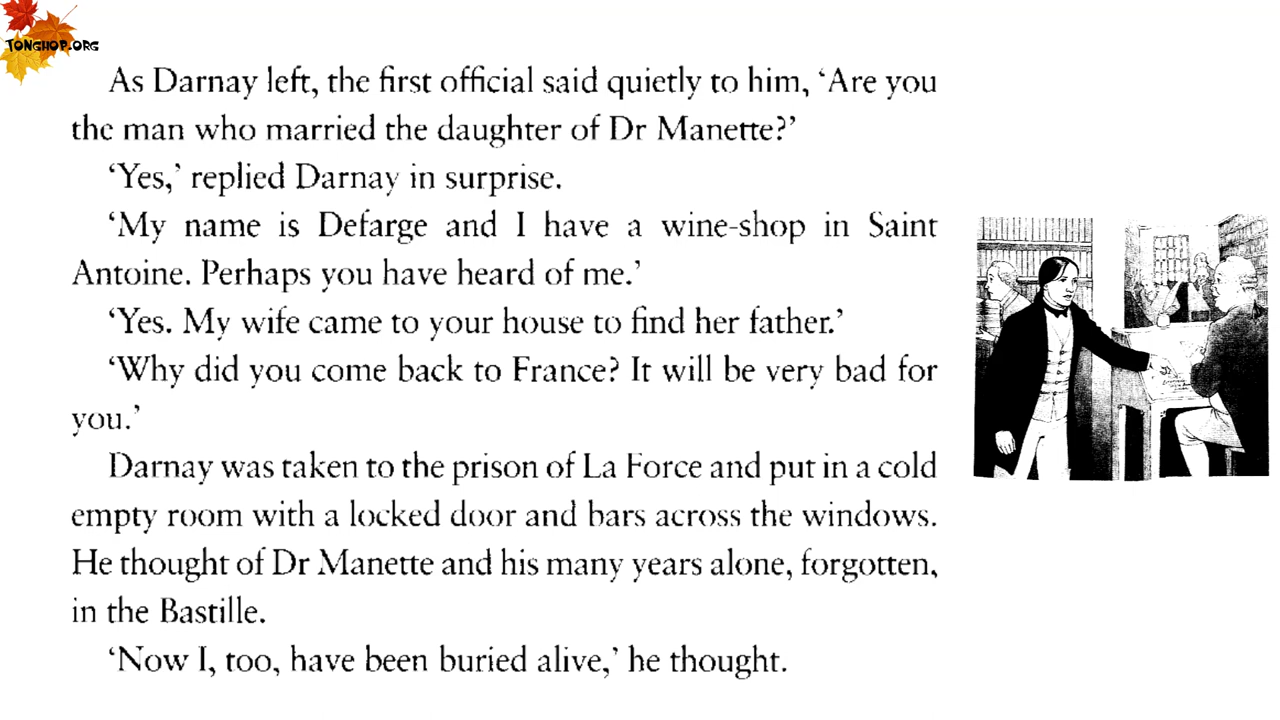 TONGHOP.ORG
As Darnay left, the first official said quietly to him, ‘Are you
the man who married the daughter of Dr Manette?’
‘Yes,’ replied Darnay in surprise.
‘My name is Defarge and I have a wine-shop in Saint
Antoine. Perhaps you have heard of me.’
‘Yes. My wife came to your house to find her father.’
‘Why did you come back to France? It will be very bad for
you.’
Darnay was taken to the prison of La Force and put in a cold
empty room with a locked door and bars across the windows.
He thought of Dr Manette and his many years alone, forgotten,
in the Bastille.
‘Now I, too, have been buried alive,’ he thought.